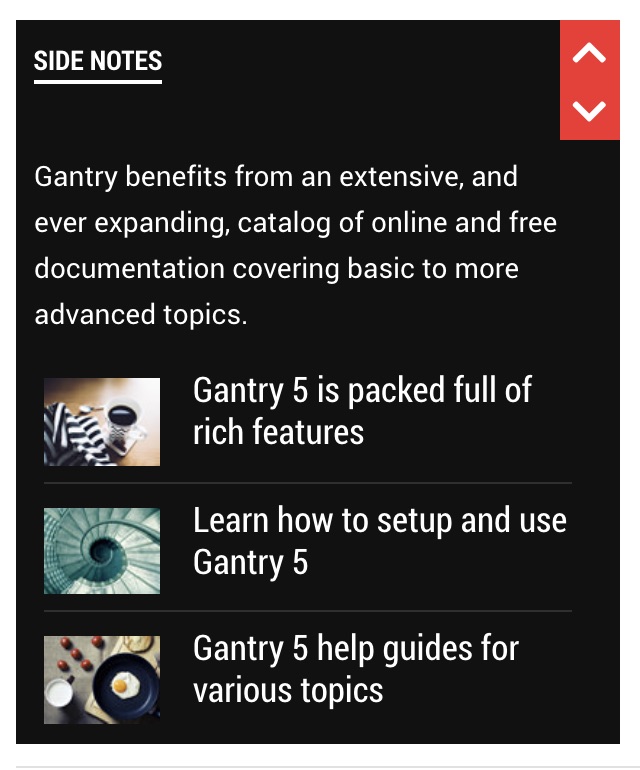 SIDE NOTES
Gantry benefits from an extensive, and
ever expanding, catalog of online and free
documentation covering basic to more
advanced topics.
Gantry 5 is packed full of
rich features
Learn how to setup and use
Gantry 5
Gantry 5 help guides for
various topics